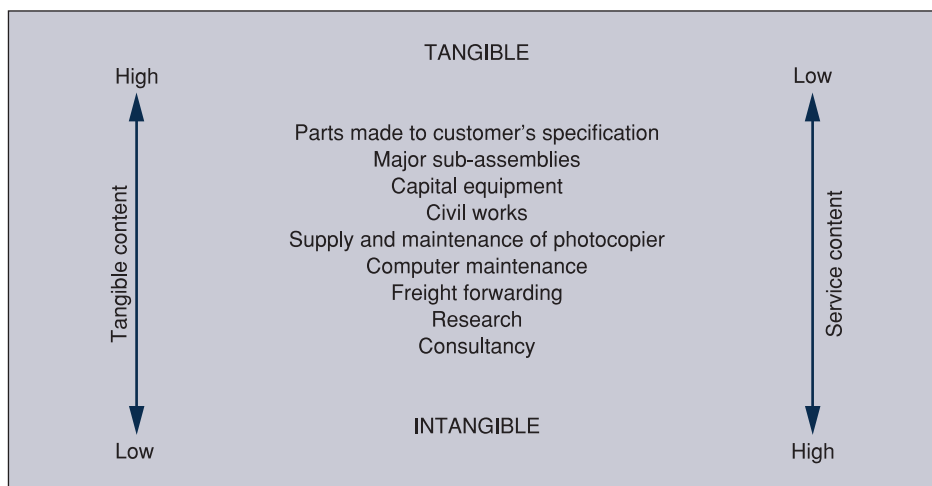 TANGIBLE
High
Low
Parts made to customer's specification
Major sub-assemblies
Capital equipment
Civil works
Supply and maintenance of photocopier
Computer maintenance
Freight forwarding
Research
Consultancy
Tangible content
Service content
INTANGIBLE
Low
High